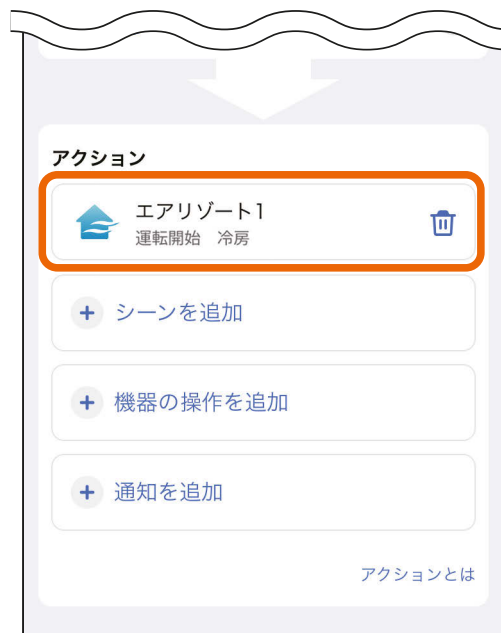 アクション
エアリゾート1
運転開始　冷房
シーンを追加
機器の操作を追加
通知を追加
アクションとは